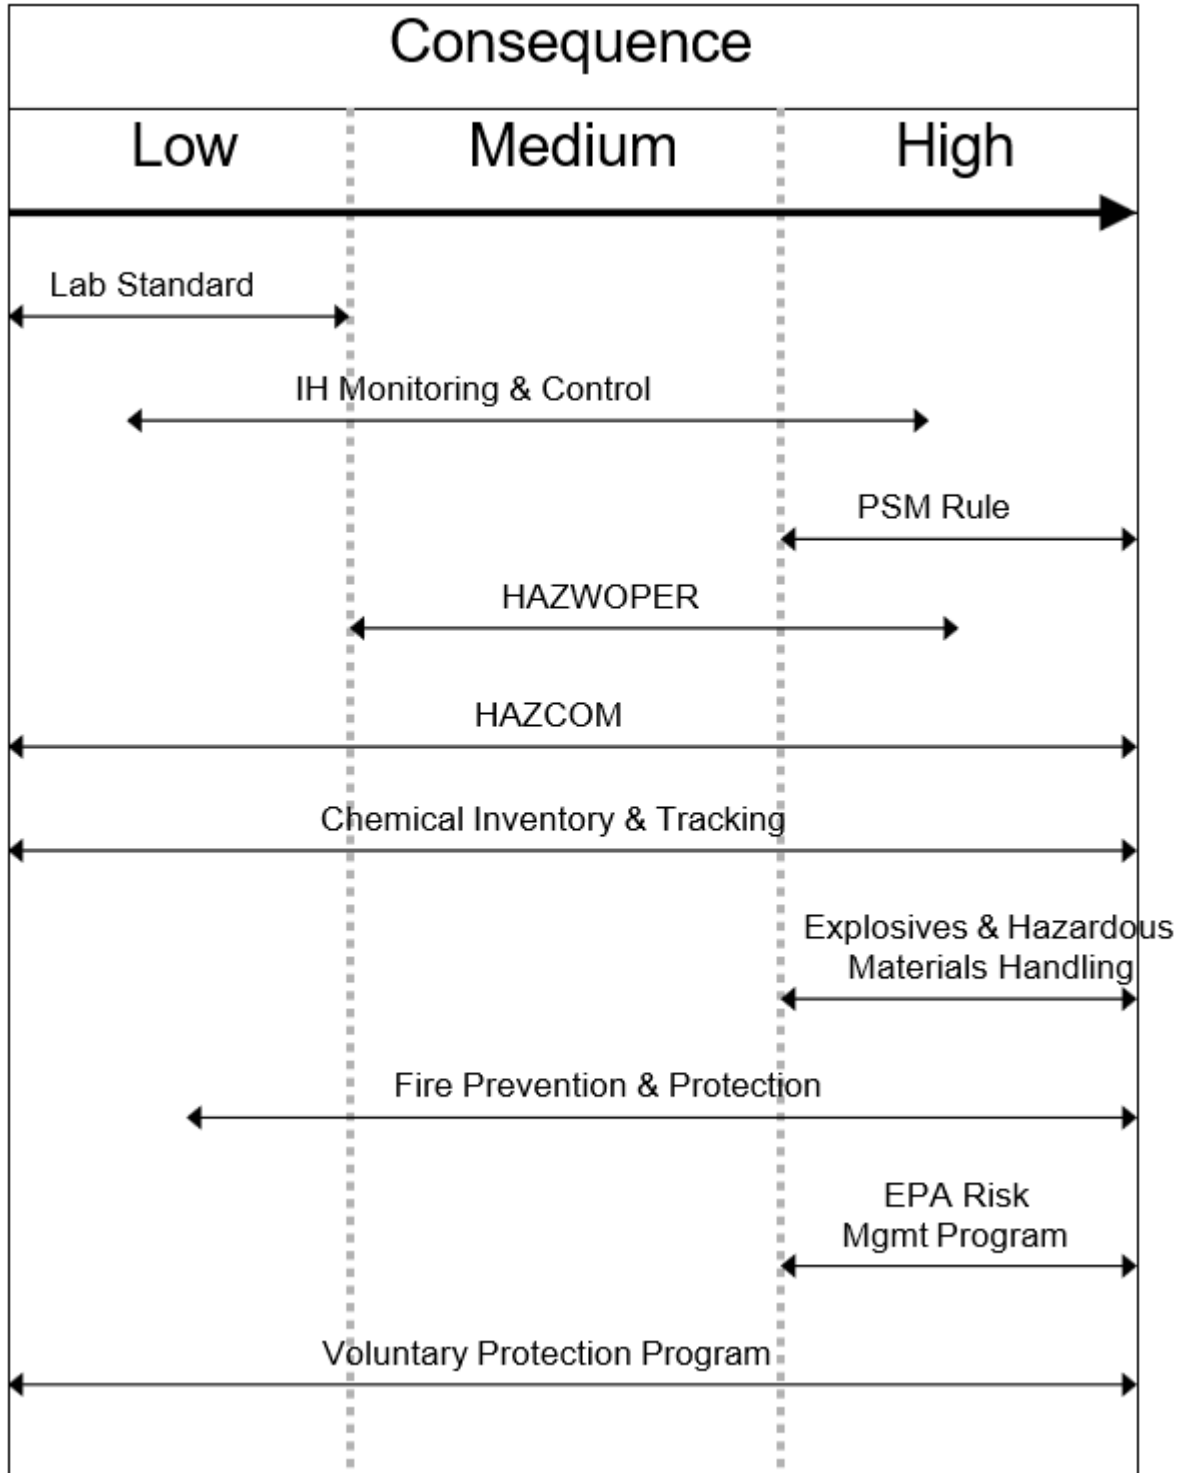 Consequence
Low Medium High
Lab Standard
IH Monitoring & Control
PSM Rule
HAZWOPER
HAZCOM
Chemical Inventory & Tracking
Explosives & Hazardous
Materials Handling
Fire Prevention & Protection
EPA Risk
Mgmt Program
Voluntary Protection Program